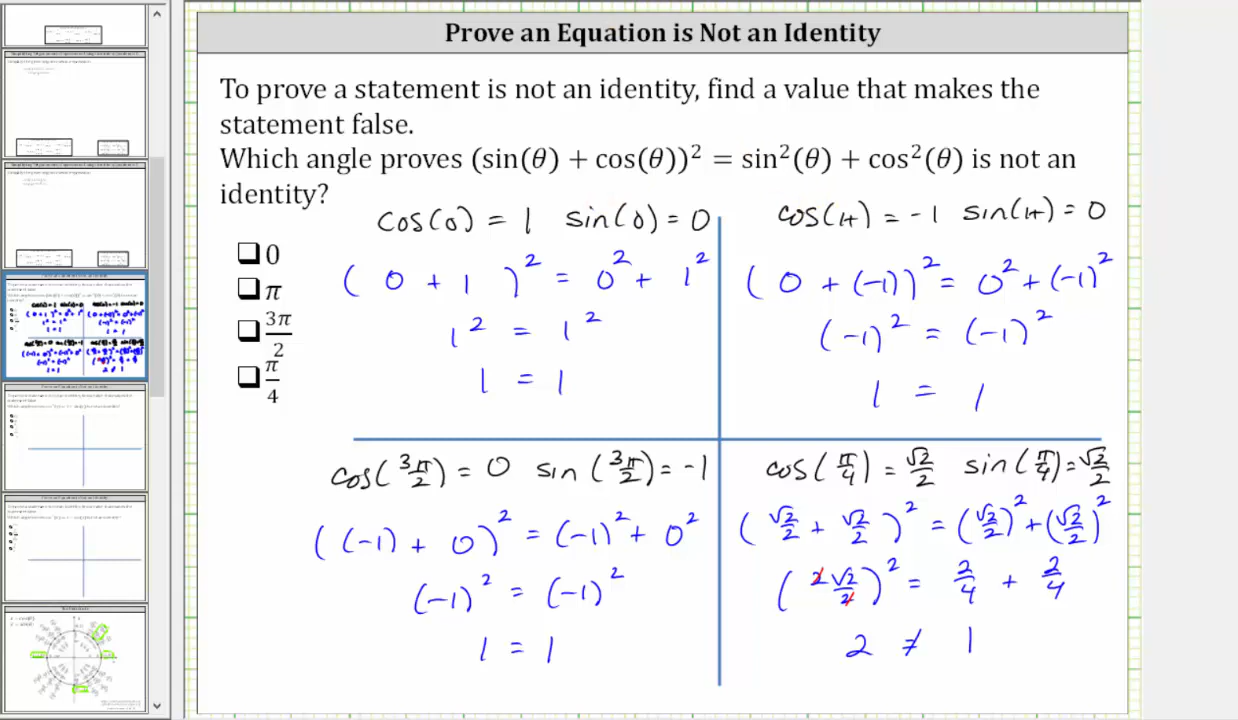 Prove an Equation is Not an Identity
To prove a statement is not an identity, find a value that makes the
statement false.
Which angle proves (sin(θ) + cos(θ))² = sin²(θ) + cos²(θ) is not an
identity?
❑ 0
❑ π
❑ 3π/2
❑ π/4
cos(0) = 1 sin(0) = 0
(0 + 1)² = 0² + 1²
1² = 1²
1 = 1
cos(π) = -1 sin(π) = 0
(0 + (-1))² = 0² + (-1)²
(-1)² = (-1)²
1 = 1
cos(3π/2) = 0 sin(3π/2) = -1
((-1) + 0)² = (-1)² + 0²
(-1)² = (-1)²
1 = 1
cos(π/4) = √2/2 sin(π/4) = √2/2
(√2/2 + √2/2)² = (√2/2)² + (√2/2)²
(2√2/2)² = 2/4 + 2/4
2 ≠ 1